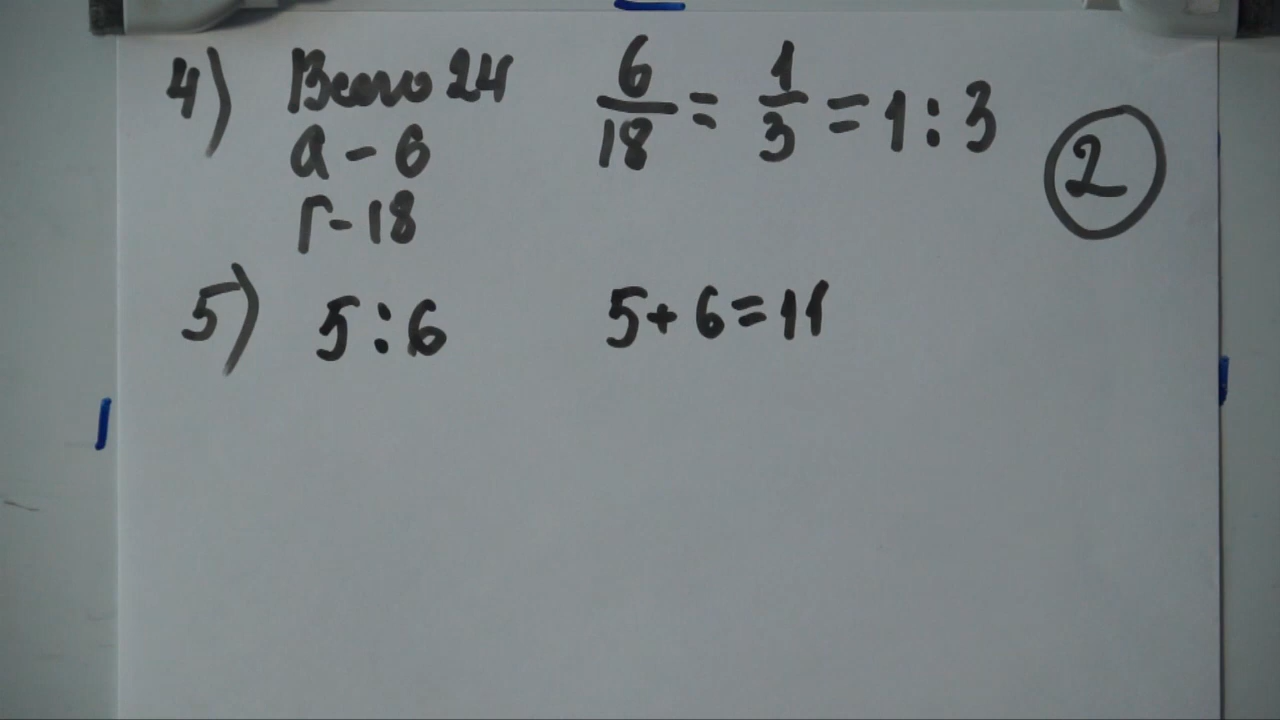 4) Всего 24 6/18 = 1/3 = 1 : 3
а - 6
г - 18
2
5) 5 : 6 5 + 6 = 11